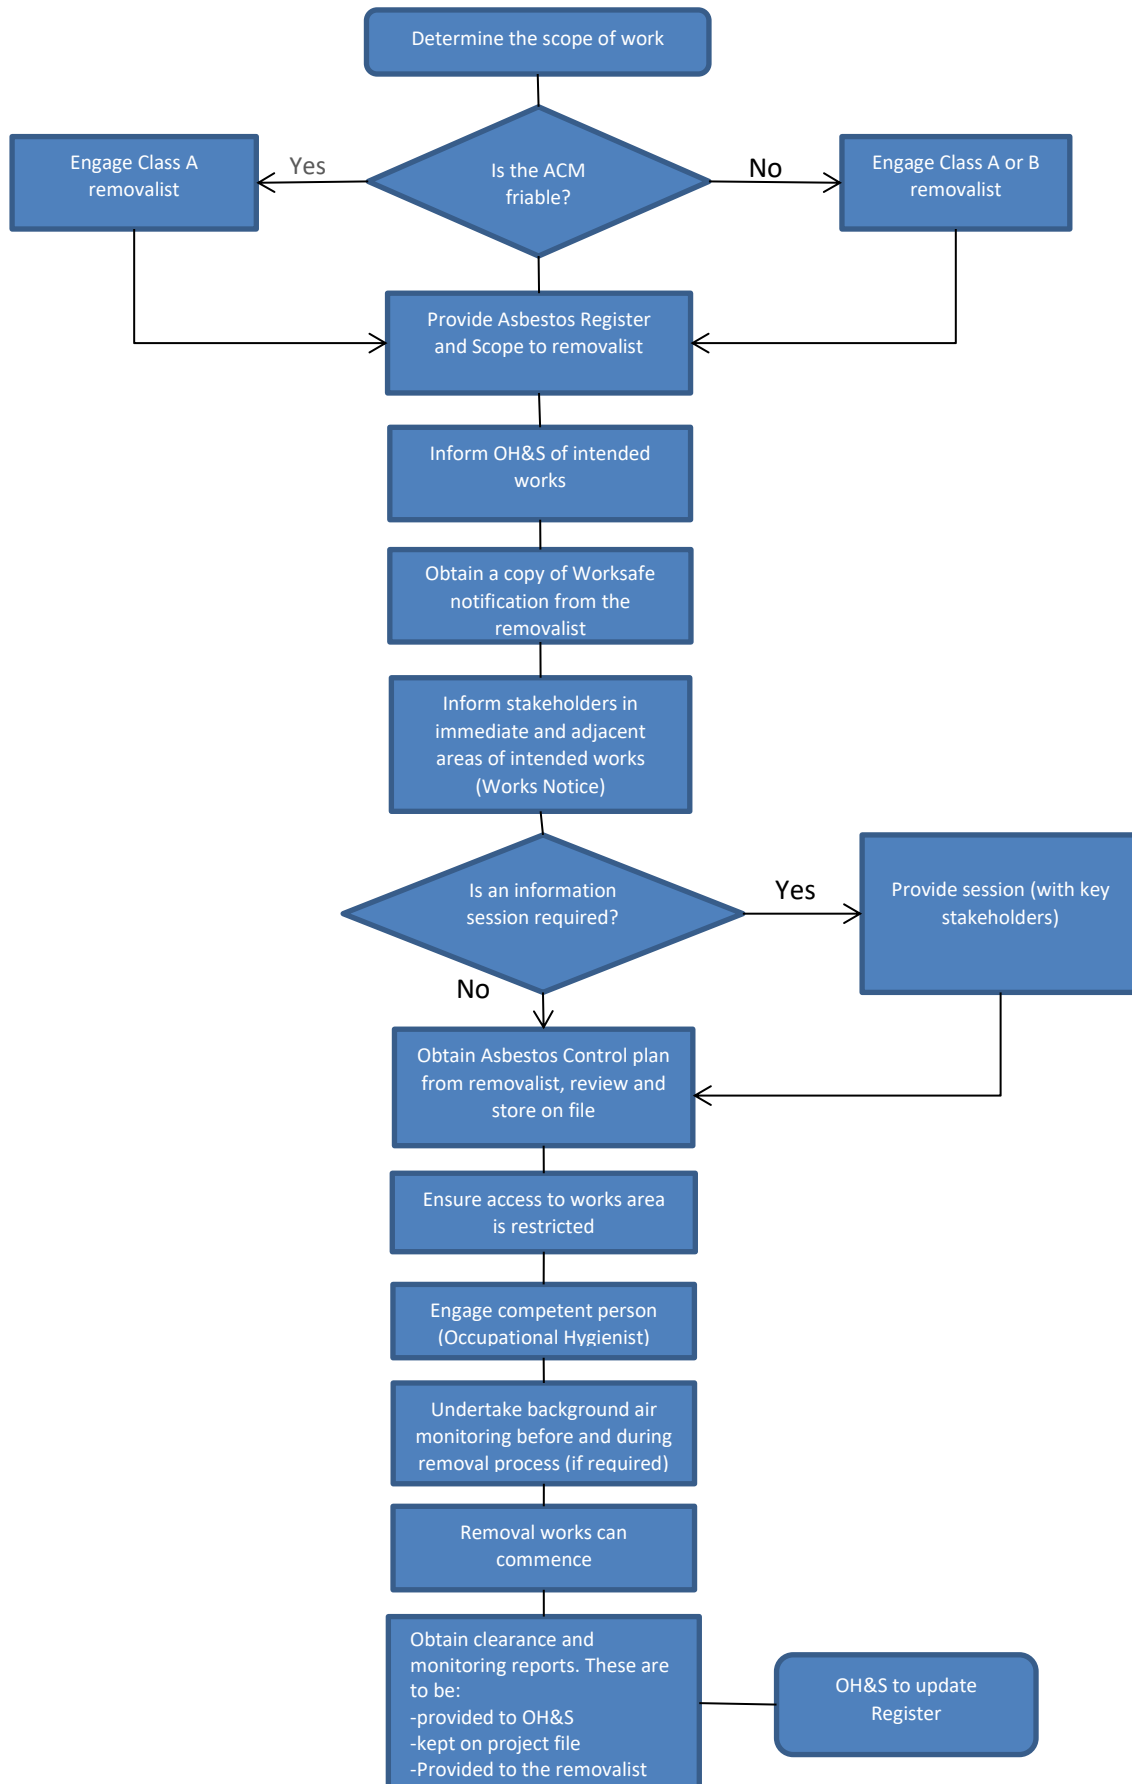 Determine the scope of work
Is the ACM
friable?
Yes
No
Engage Class A
removalist
Engage Class A or B
removalist
Provide Asbestos Register
and Scope to removalist
Inform OH&S of intended
works
Obtain a copy of Worksafe
notification from the
removalist
Inform stakeholders in
immediate and adjacent
areas of intended works
(Works Notice)
Is an information
session required?
Yes
Provide session (with key
stakeholders)
No
Obtain Asbestos Control plan
from removalist, review and
store on file
Ensure access to works area
is restricted
Engage competent person
(Occupational Hygienist)
Undertake background air
monitoring before and during
removal process (if required)
Removal works can
commence
Obtain clearance and
monitoring reports. These are
to be:
-provided to OH&S
-kept on project file
-Provided to the removalist
OH&S to update
Register